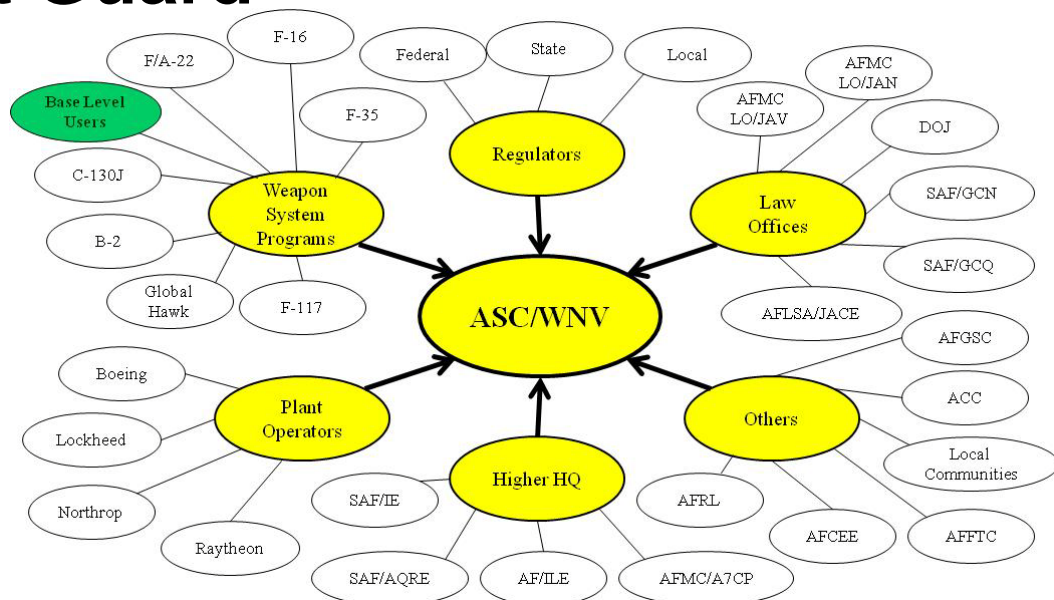 Guard
F-16
F/A-22
Base Level
Users
F-35
C-130J
Weapon
System
Programs
B-2
Global
Hawk
F-117
Federal
State
Local
Regulators
AFMC
LO/JAV
AFMC
LO/JAN
DOJ
Law
Offices
SAF/GCN
SAF/GCQ
AFLSA/JACE
ASC/WNV
Boeing
Plant
Operators
Lockheed
Northrop
Raytheon
Higher HQ
SAF/IE
SAF/AQRE
AF/ILE
AFMC/A7CP
Others
AFGSC
ACC
Local
Communities
AFRL
AFCEE
AFFTC